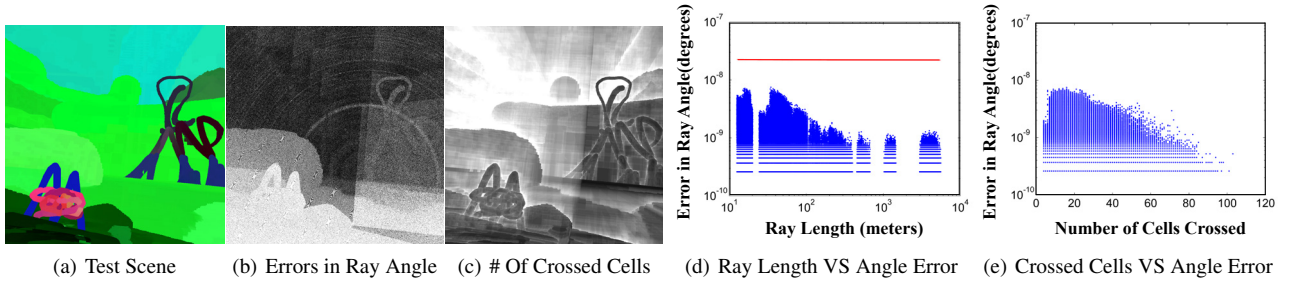 10^-7
10^-8
10^-9
10^-10
Error in Ray Angle(degrees)
10^1
10^2
10^3
10^4
Ray Length (meters)
10^-7
10^-8
10^-9
10^-10
Error in Ray Angle(degrees)
0 20 40 60 80 100 120
Number of Cells Crossed
(a) Test Scene
(b) Errors in Ray Angle
(c) # Of Crossed Cells
(d) Ray Length VS Angle Error
(e) Crossed Cells VS Angle Error